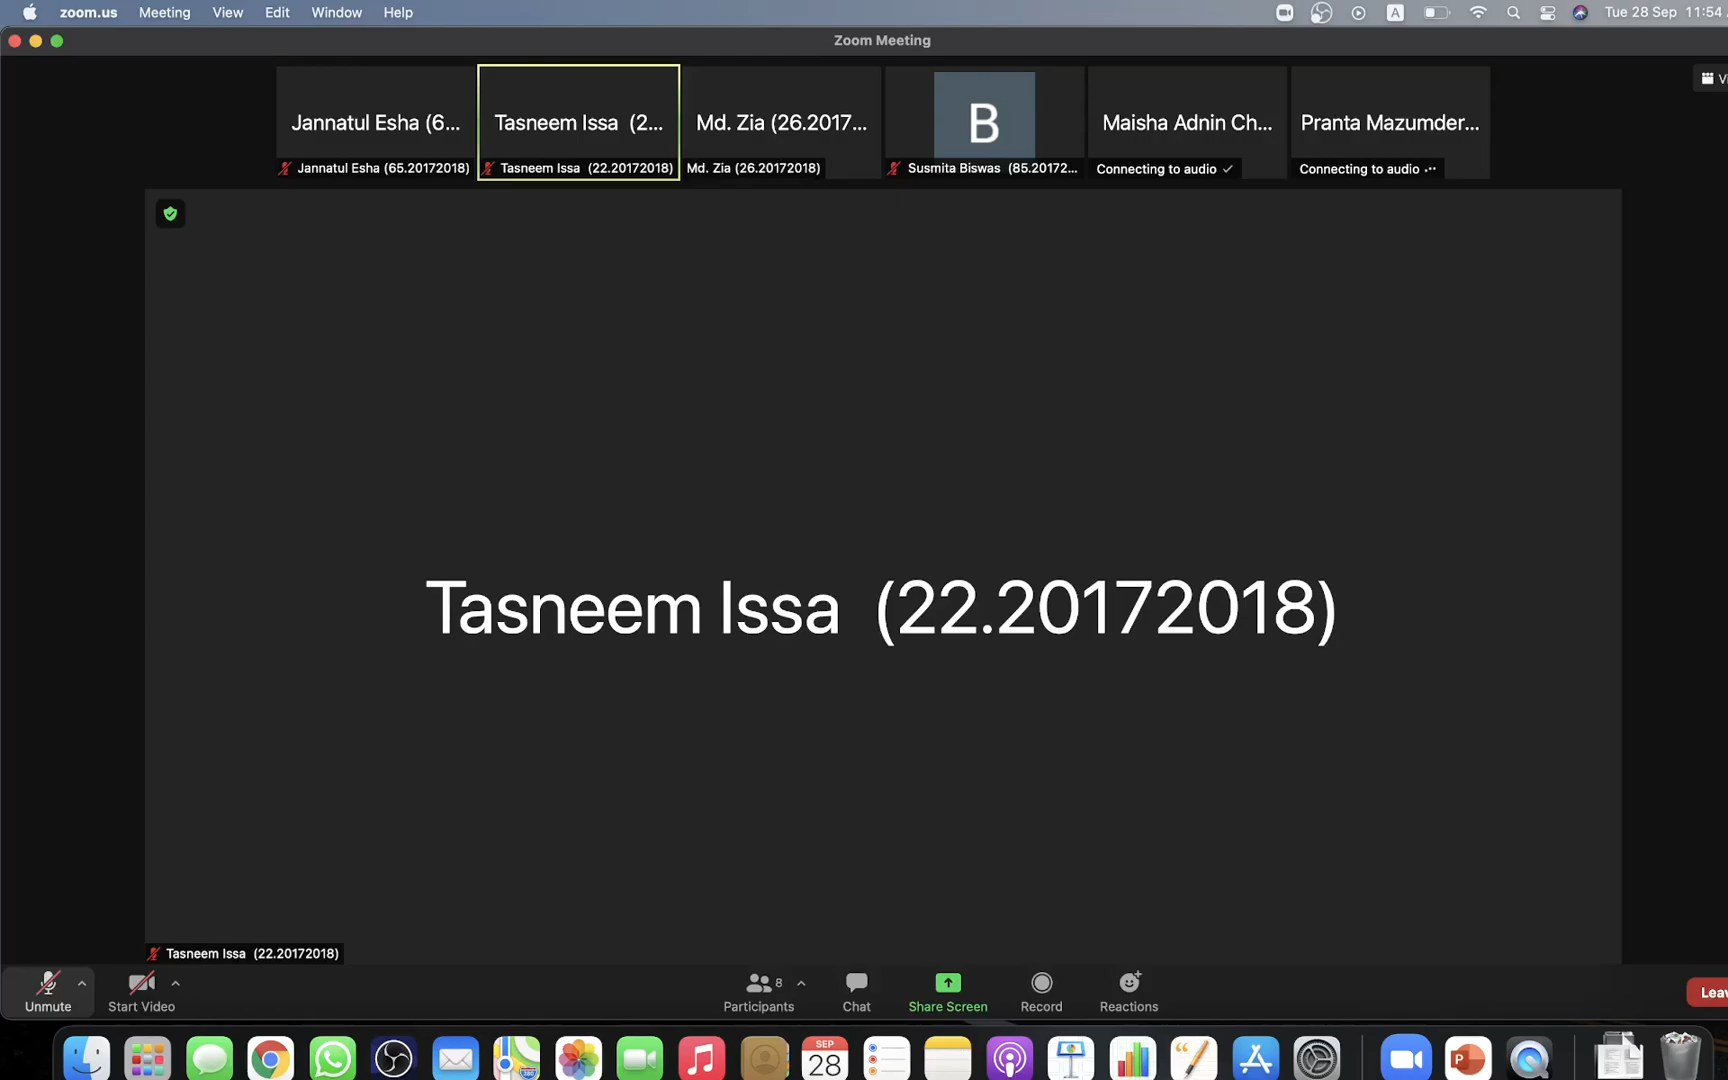 zoom.us Meeting View Edit Window Help
A Tue 28 Sep 11:54
Zoom Meeting
Jannatul Esha (6... Tasneem Issa (2... Md. Zia (26.2017... B Maisha Adnin Ch... Pranta Mazumder...
Jannatul Esha (65.20172018) Tasneem Issa (22.20172018) Md. Zia (26.20172018) Susmita Biswas (85.20172... Connecting to audio Connecting to audio ···
Vi
Tasneem Issa (22.20172018)
Tasneem Issa (22.20172018)
8
Unmute Start Video Participants Chat Share Screen Record Reactions Leav
SEP
28
P